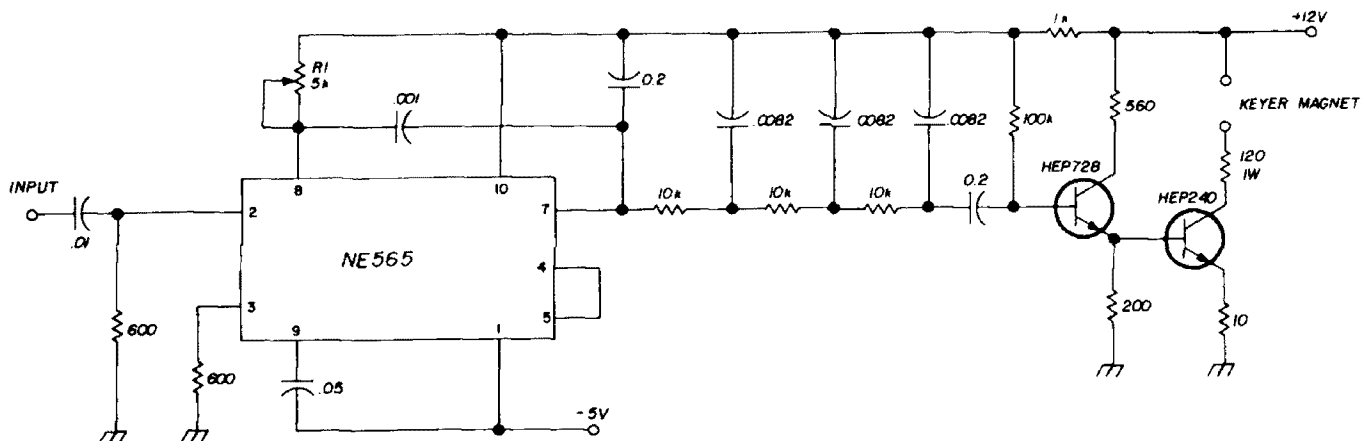 1k
+12V
R1
5k
.001
0.2
.0082
.0082
.0082
100k
560
KEYER MAGNET
120
1W
HEP728
HEP240
INPUT
.01
8
10
2
7
10k
10k
10k
0.2
NE565
4
5
3
9
1
600
600
.05
-5V
200
10